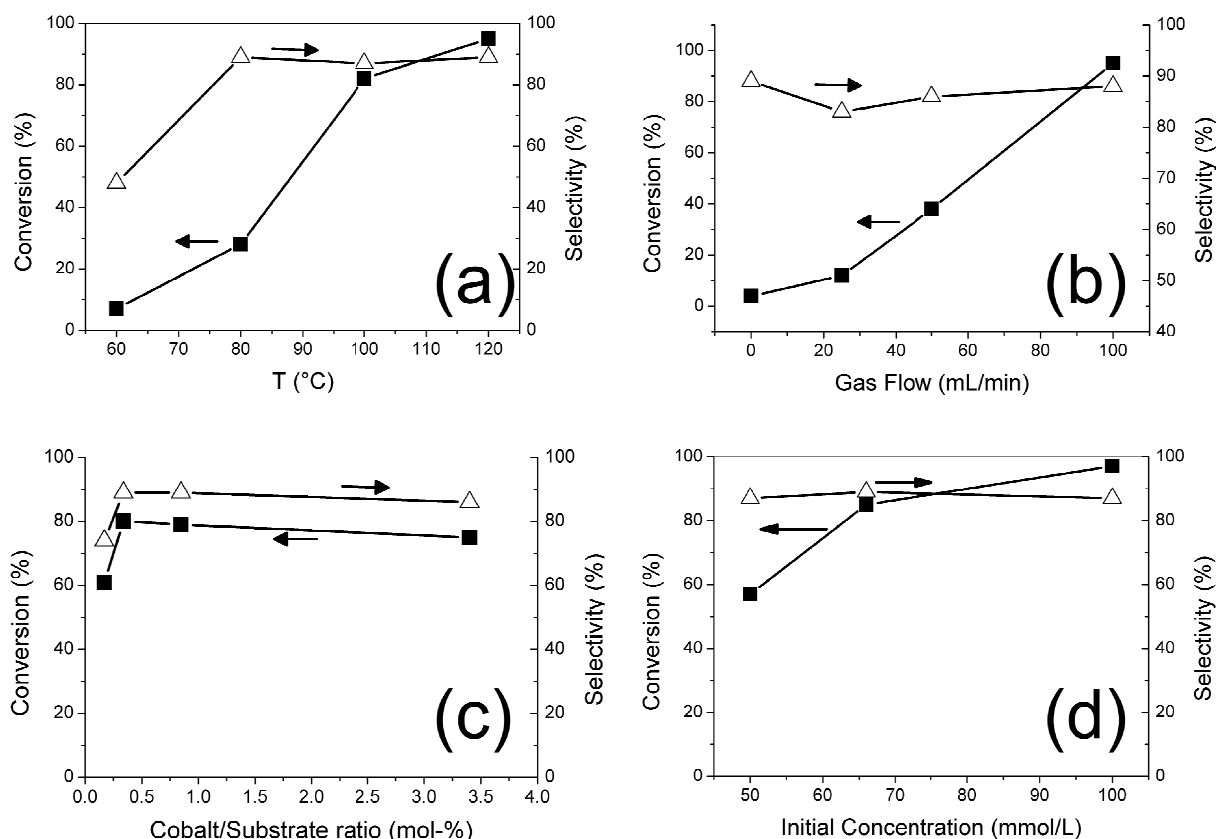 100
80
60
40
20
0
Conversion (%)
60 70 80 90 100 110 120
T (°C)
100
80
60
40
20
0
Selectivity (%)
(a)
100
80
60
40
20
0
Conversion (%)
0 20 40 60 80 100
Gas Flow (mL/min)
100
90
80
70
60
50
40
Selectivity (%)
(b)
100
80
60
40
20
0
Conversion (%)
0.0 0.5 1.0 1.5 2.0 2.5 3.0 3.5 4.0
Cobalt/Substrate ratio (mol-%)
100
80
60
40
20
0
Selectivity (%)
(c)
100
80
60
40
20
0
Conversion (%)
50 60 70 80 90 100
Initial Concentration (mmol/L)
100
80
60
40
20
0
Selectivity (%)
(d)